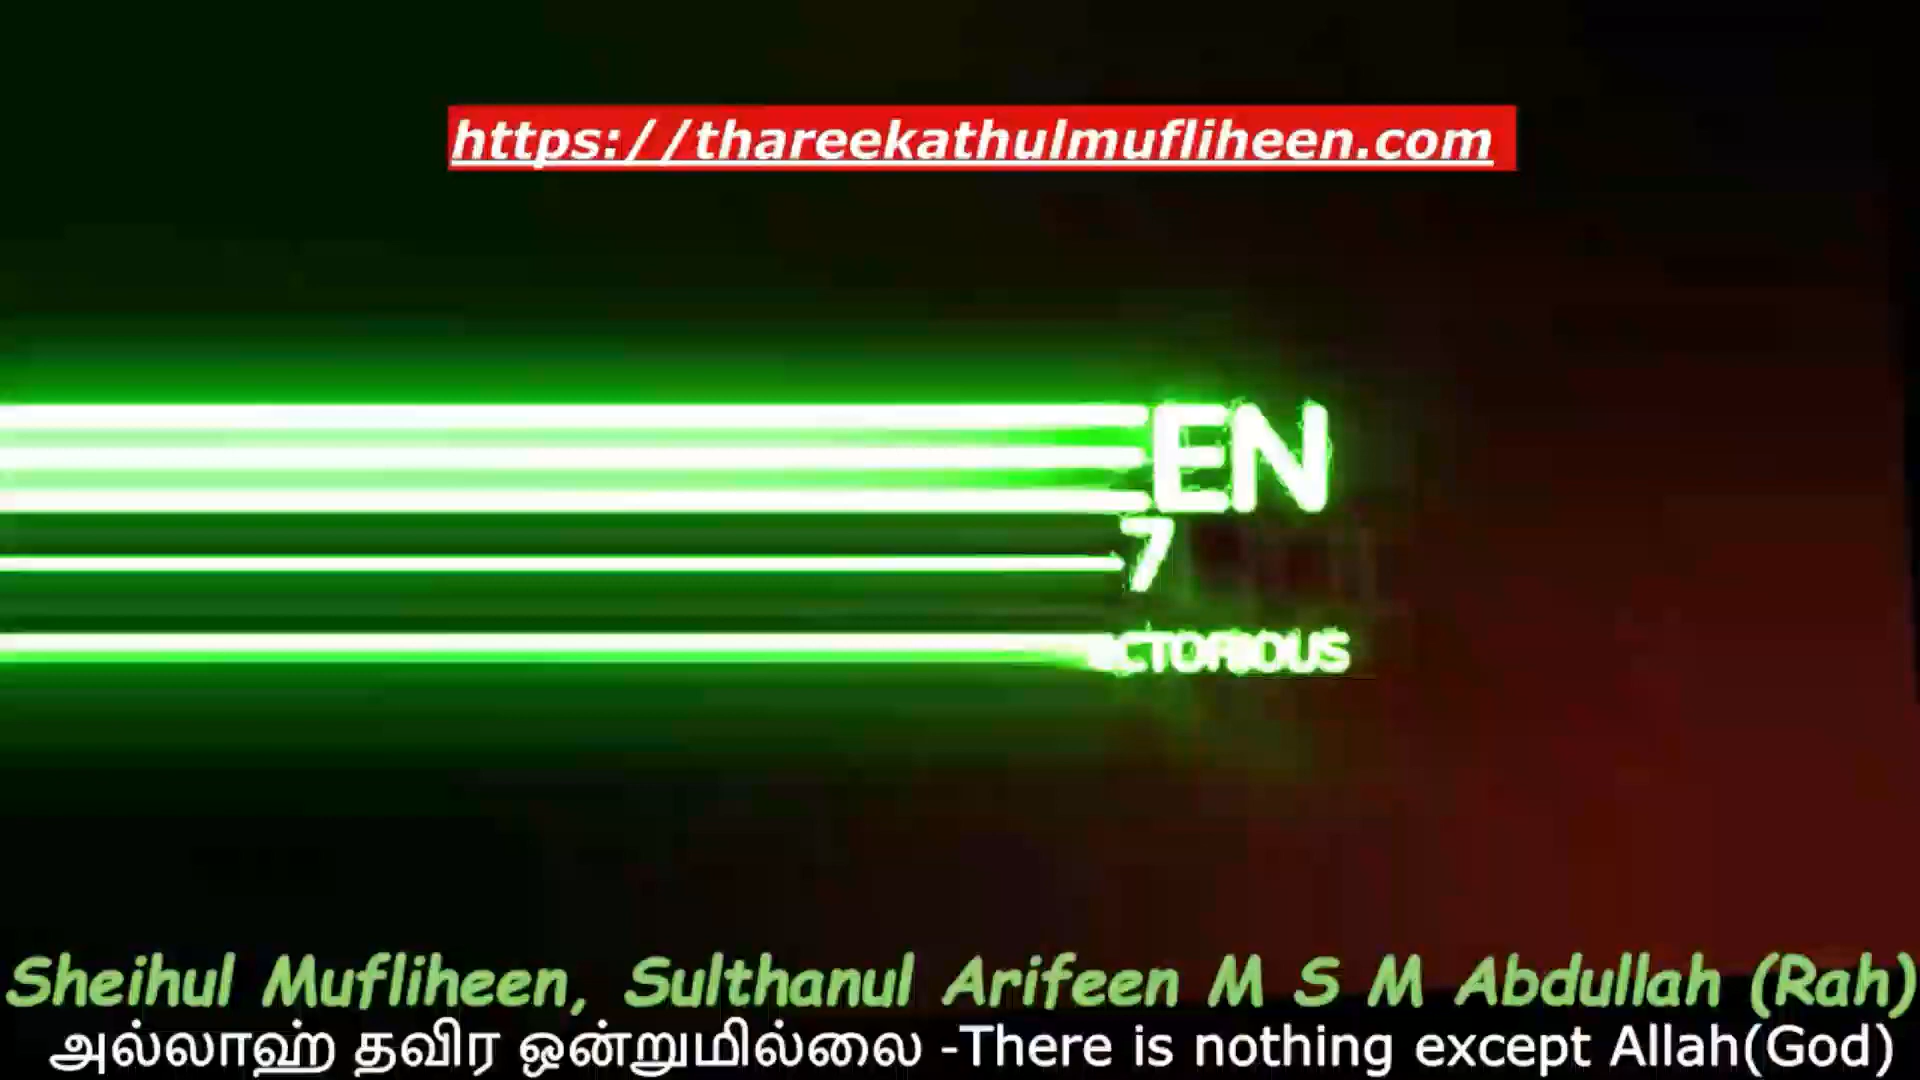 https://thareekathulmufliheen.com
EN
7
Sheihul Mufliheen, Sulthanul Arifeen M S M Abdullah (Rah)
அல்லாஹ் தவிர ஒன்றுமில்லை -There is nothing except Allah(God)